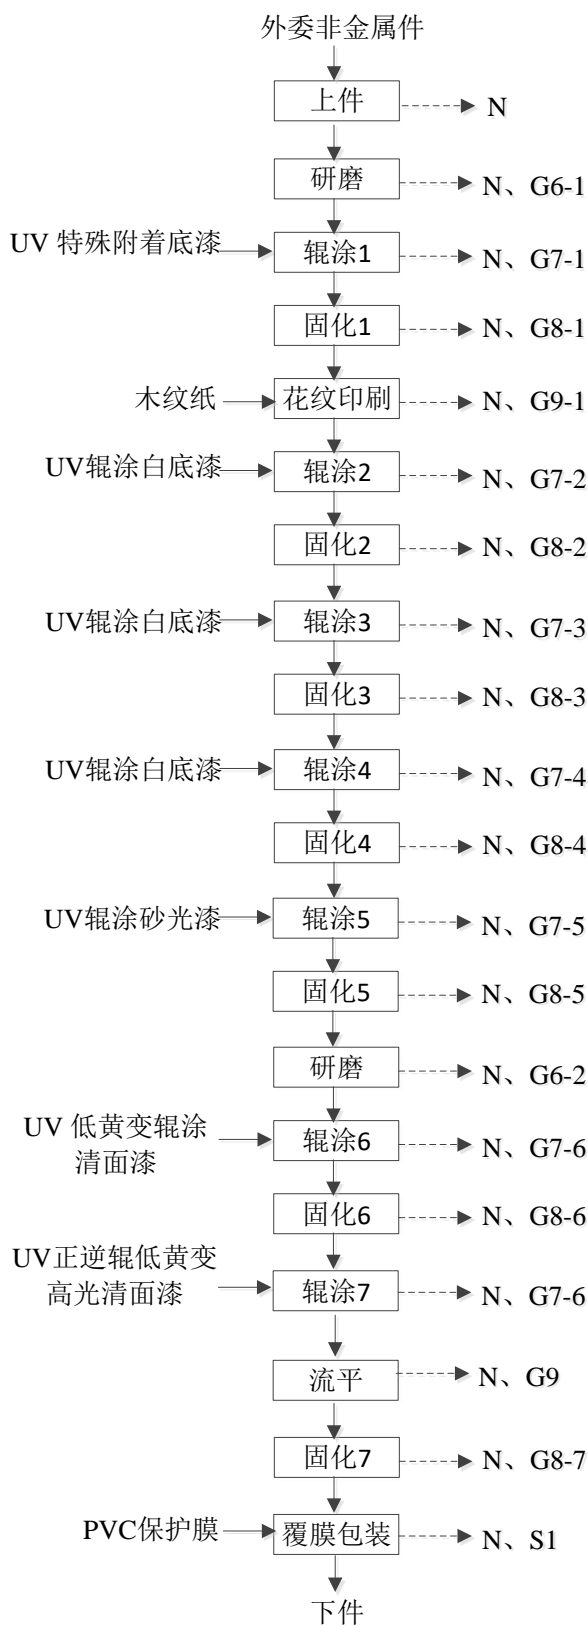 外委非金属件
上件
N
研磨
N、G6-1
UV 特殊附着底漆
辊涂1
N、G7-1
固化1
N、G8-1
木纹纸
花纹印刷
N、G9-1
UV辊涂白底漆
辊涂2
N、G7-2
固化2
N、G8-2
UV辊涂白底漆
辊涂3
N、G7-3
固化3
N、G8-3
UV辊涂白底漆
辊涂4
N、G7-4
固化4
N、G8-4
UV辊涂砂光漆
辊涂5
N、G7-5
固化5
N、G8-5
研磨
N、G6-2
UV 低黄变辊涂
清面漆
辊涂6
N、G7-6
固化6
N、G8-6
UV正逆辊低黄变
高光清面漆
辊涂7
N、G7-6
流平
N、G9
固化7
N、G8-7
PVC保护膜
覆膜包装
N、S1
下件